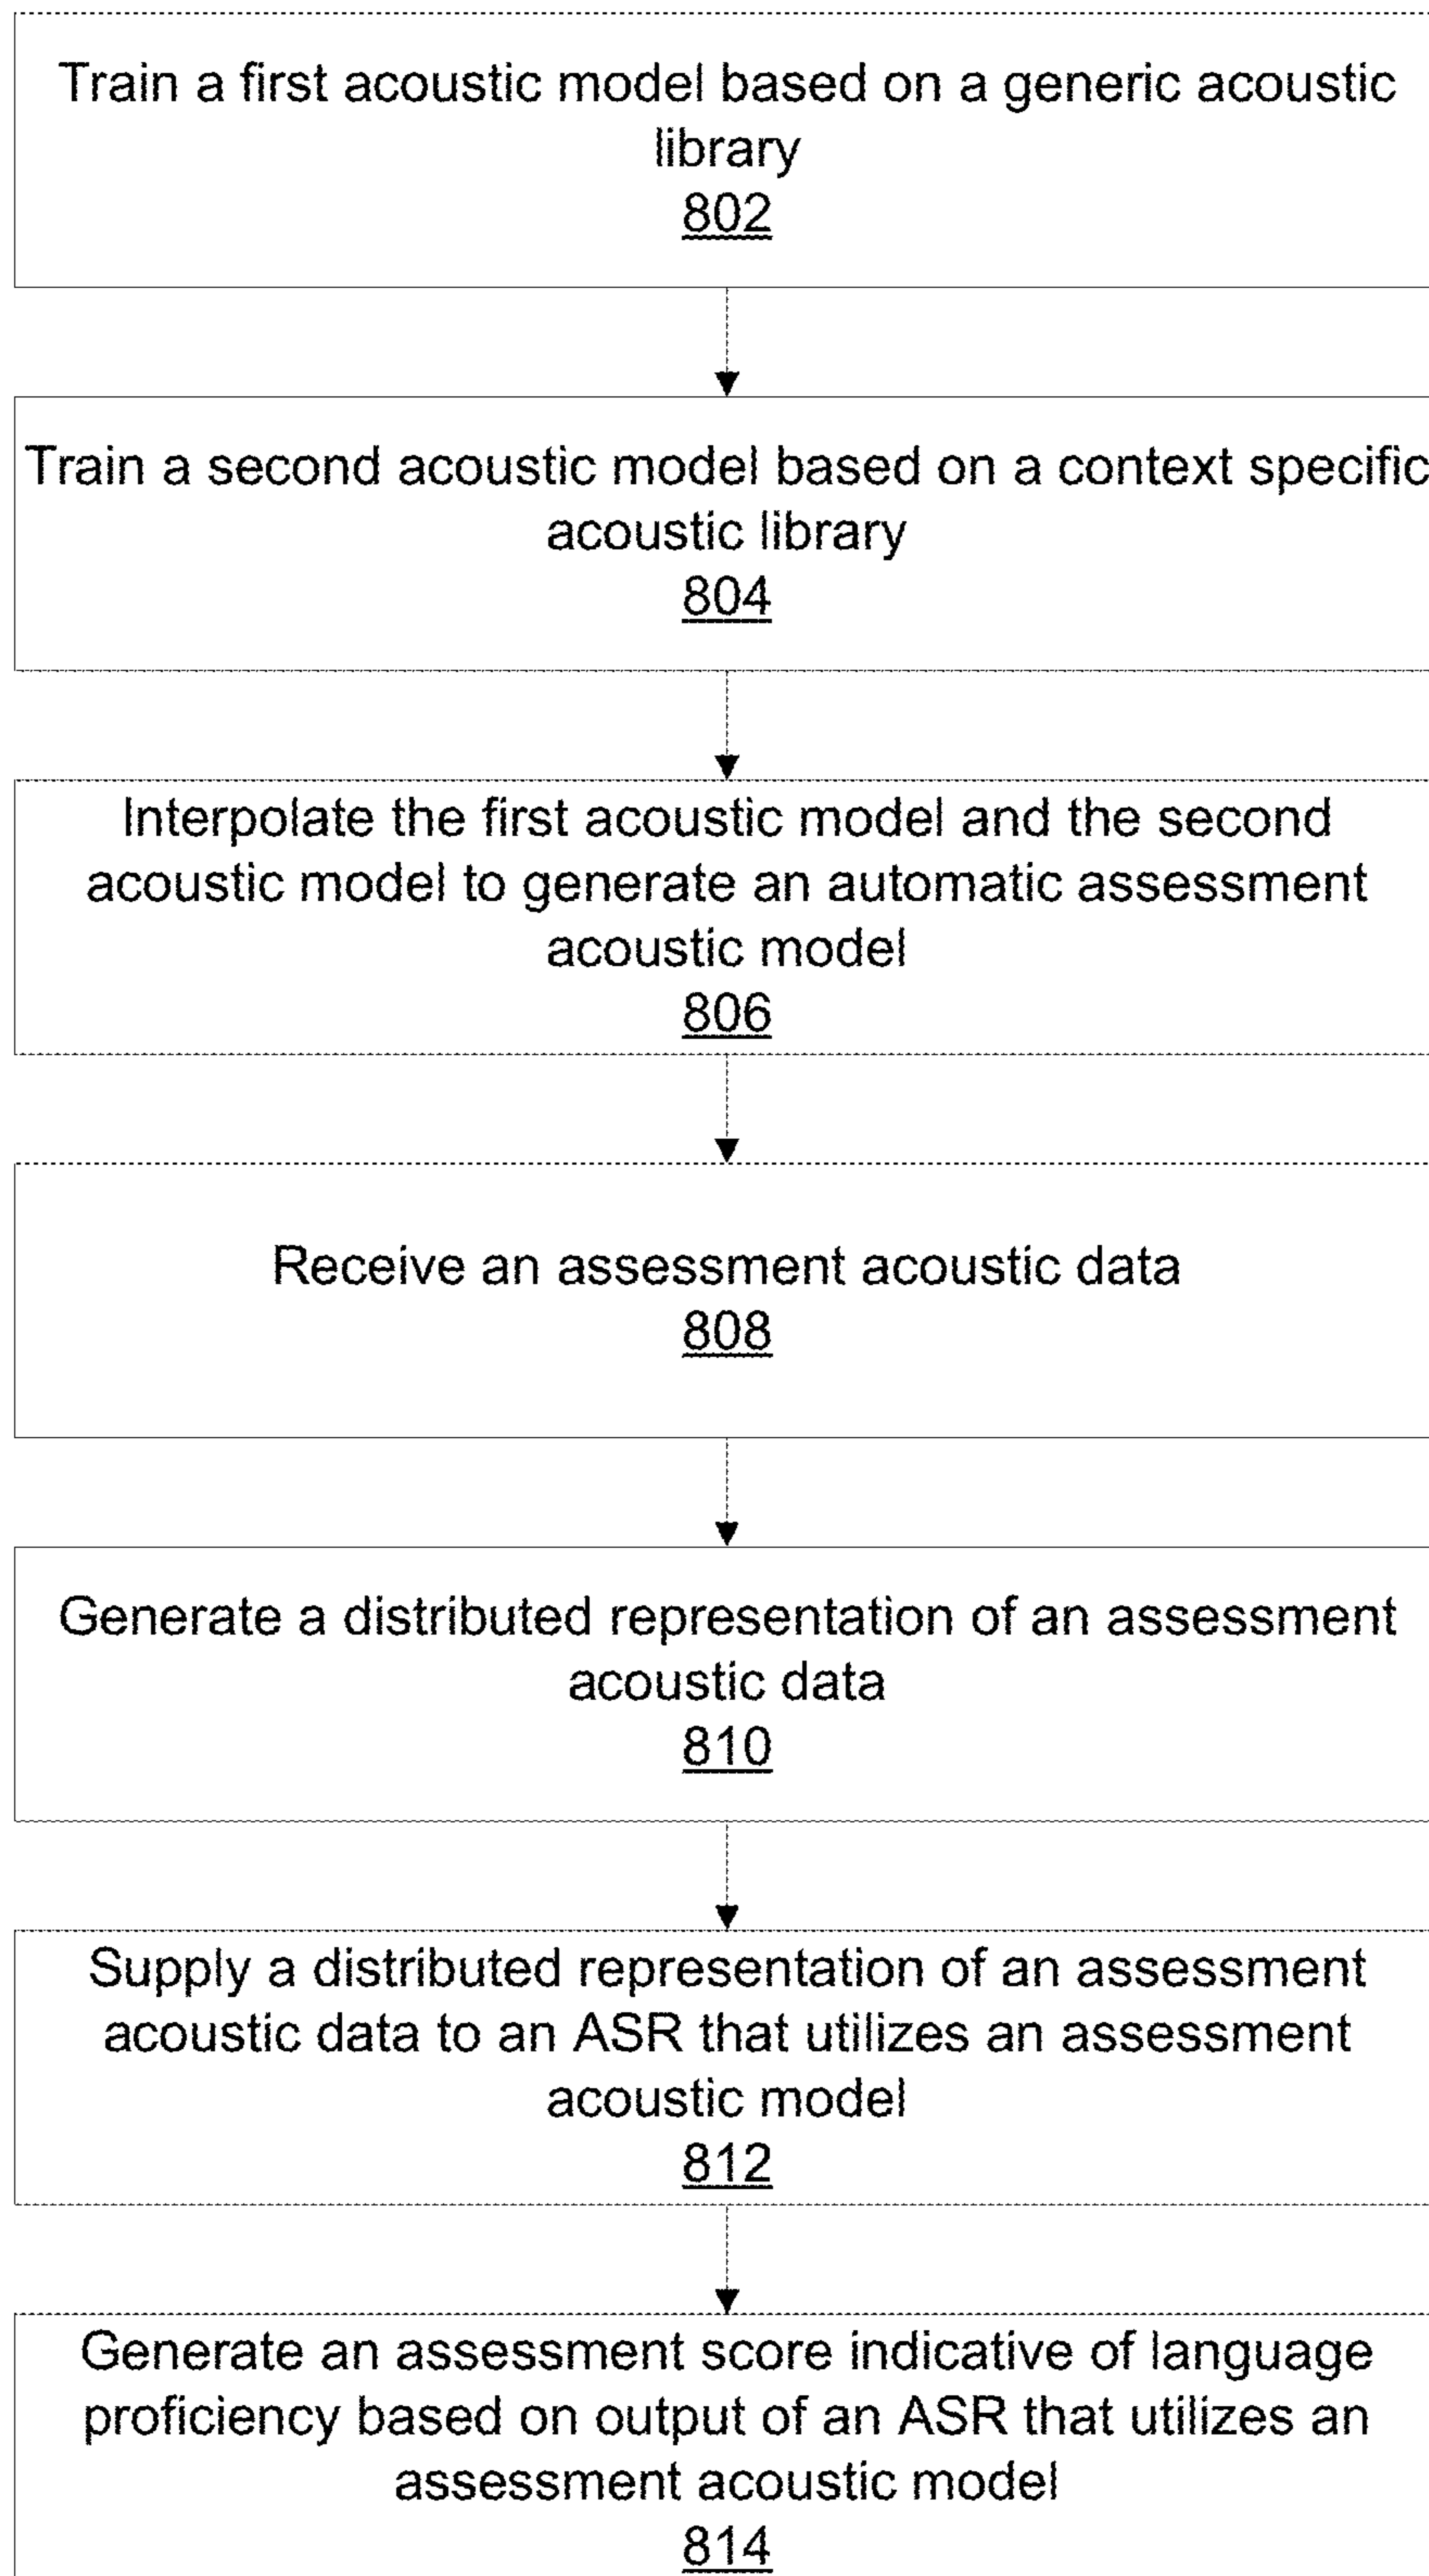 Train a first acoustic model based on a generic acoustic
library
802
Train a second acoustic model based on a context specific
acoustic library
804
Interpolate the first acoustic model and the second
acoustic model to generate an automatic assessment
acoustic model
806
Receive an assessment acoustic data
808
Generate a distributed representation of an assessment
acoustic data
810
Supply a distributed representation of an assessment
acoustic data to an ASR that utilizes an assessment
acoustic model
812
Generate an assessment score indicative of language
proficiency based on output of an ASR that utilizes an
assessment acoustic model
814